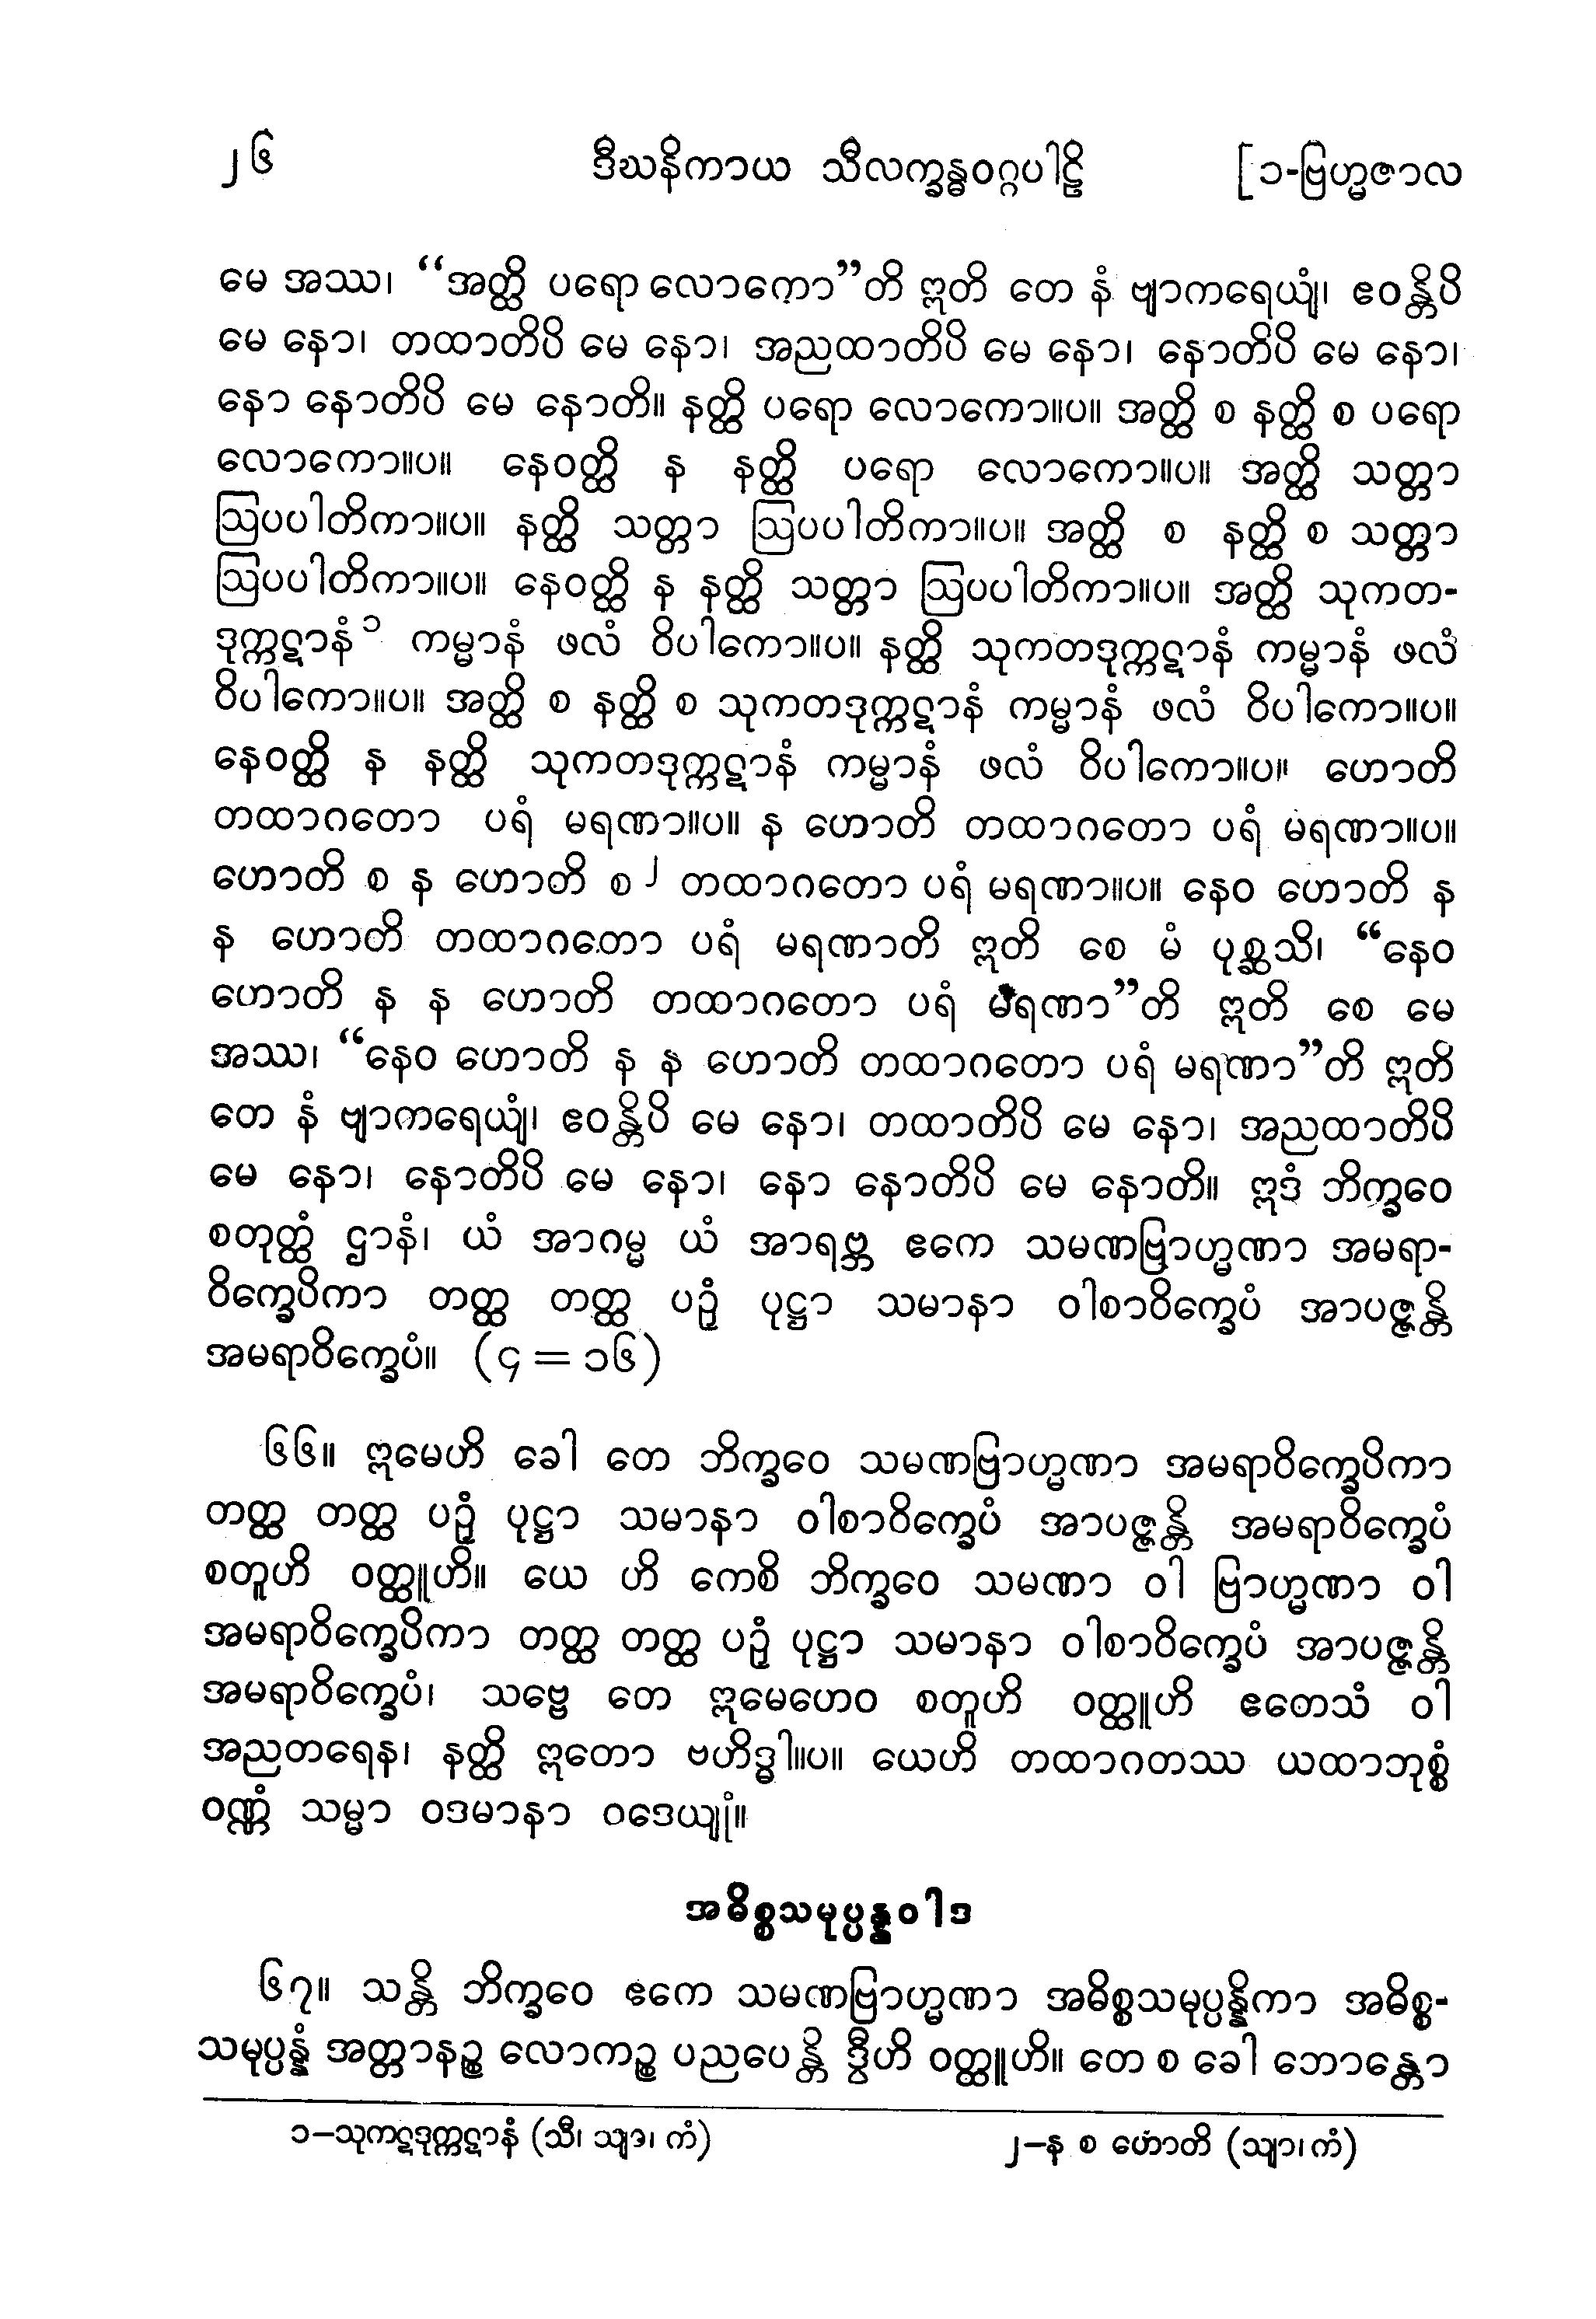 ၂၆ ဒီဃနိကာယ သီလက္ခန္ဓဝဂ္ဂပါဠိ [၁-ဗြဟ္မဇာလ
မေ အဿ၊ “အတ္ထိ ပရော လောကော”တိ ဣတိ တေ နံ ဗျာကရေယျံ၊ ဧဝန္တိပိ
မေ နော၊ တထာတိပိ မေ နော၊ အညထာတိပိ မေ နော၊ နောတိပိ မေ နော၊
နော နောတိပိ မေ နောတိ။ နတ္ထိ ပရော လောကော။ပ။ အတ္ထိ စ နတ္ထိ စ ပရော
လောကော။ပ။ နေဝတ္ထိ န နတ္ထိ ပရော လောကော။ပ။ အတ္ထိ သတ္တာ
ဩပပါတိကာ။ပ။ နတ္ထိ သတ္တာ ဩပပါတိကာ။ပ။ အတ္ထိ စ နတ္ထိ စ သတ္တာ
ဩပပါတိကာ။ပ။ နေဝတ္ထိ န နတ္ထိ သတ္တာ ဩပပါတိကာ။ပ။ အတ္ထိ သုကတ-
ဒုက္ကဋာနံ၁ ကမ္မာနံ ဖလံ ဝိပါကော။ပ။ နတ္ထိ သုကတဒုက္ကဋာနံ ကမ္မာနံ ဖလံ
ဝိပါကော။ပ။ အတ္ထိ စ နတ္ထိ စ သုကတဒုက္ကဋာနံ ကမ္မာနံ ဖလံ ဝိပါကော။ပ။
နေဝတ္ထိ န နတ္ထိ သုကတဒုက္ကဋာနံ ကမ္မာနံ ဖလံ ဝိပါကော။ပ။ ဟောတိ
တထာဂတော ပရံ မရဏာ။ပ။ န ဟောတိ တထာဂတော ပရံ မရဏာ။ပ။
ဟောတိ စ န ဟောတိ စ၂ တထာဂတော ပရံ မရဏာ။ပ။ နေဝ ဟောတိ န
န ဟောတိ တထာဂတော ပရံ မရဏာတိ ဣတိ စေ မံ ပုစ္ဆသိ၊ “နေဝ
ဟောတိ န န ဟောတိ တထာဂတော ပရံ မရဏာ”တိ ဣတိ စေ မေ
အဿ၊ “နေဝ ဟောတိ န န ဟောတိ တထာဂတော ပရံ မရဏာ”တိ ဣတိ
တေ နံ ဗျာကရေယျံ၊ ဧဝန္တိပိ မေ နော၊ တထာတိပိ မေ နော၊ အညထာတိပိ
မေ နော၊ နောတိပိ မေ နော၊ နော နောတိပိ မေ နောတိ။ ဣဒံ ဘိက္ခဝေ
စတုတ္ထံ ဌာနံ၊ ယံ အာဂမ္မ ယံ အာရဗ္ဘ ဧကေ သမဏဗြာဟ္မဏာ အမရာ-
ဝိက္ခေပိကာ တတ္ထ တတ္ထ ပဉှံ ပုဋ္ဌာ သမာနာ ဝါစာဝိက္ခေပံ အာပဇ္ဇန္တိ
အမရာဝိက္ခေပံ။ (၄ = ၁၆)
၆၆။ ဣမေဟိ ခေါ တေ ဘိက္ခဝေ သမဏဗြာဟ္မဏာ အမရာဝိက္ခေပိကာ
တတ္ထ တတ္ထ ပဉှံ ပုဋ္ဌာ သမာနာ ဝါစာဝိက္ခေပံ အာပဇ္ဇန္တိ အမရာဝိက္ခေပံ
စတူဟိ ဝတ္ထူဟိ။ ယေ ဟိ ကေစိ ဘိက္ခဝေ သမဏာ ဝါ ဗြာဟ္မဏာ ဝါ
အမရာဝိက္ခေပိကာ တတ္ထ တတ္ထ ပဉှံ ပုဋ္ဌာ သမာနာ ဝါစာဝိက္ခေပံ အာပဇ္ဇန္တိ
အမရာဝိက္ခေပံ၊ သဗ္ဗေ တေ ဣမေဟေဝ စတူဟိ ဝတ္ထူဟိ ဧတေသံ ဝါ
အညတရေန၊ နတ္ထိ ဣတော ဗဟိဒ္ဓါ။ပ။ ယေဟိ တထာဂတဿ ယထာဘုစ္စံ
ဝဏ္ဏံ သမ္မာ ဝဒမာနာ ဝဒေယျုံ။
အဓိစ္စသမုပ္ပန္နဝါဒ
၆၇။ သန္တိ ဘိက္ခဝေ ဧကေ သမဏဗြာဟ္မဏာ အဓိစ္စသမုပ္ပန္နိကာ အဓိစ္စ-
သမုပ္ပန္နံ အတ္တာနဉ္စ လောကဉ္စ ပညပေန္တိ ဒွီဟိ ဝတ္ထူဟိ။ တေ စ ခေါ ဘောန္တော
၁–သုကဋဒုက္ကဋာနံ (သီ၊ သျာ၊ ကံ) ၂–န စ ဟောတိ (သျာ၊ ကံ)